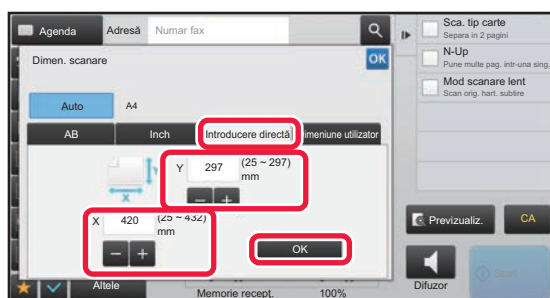 Agenda Adresă Numar fax
Sca. tip carte
Separa in 2 pagini
N-Up
Pune multe pag. intr-una sing.
Mod scanare lent
Scan orig. hart. subtire
Dimen. scanare OK
Auto A4
AB Inch Introducere directă imeniune utilizator
Y 297 (25 ~ 297)
mm
X 420 (25 ~ 432)
mm
X
Y
OK
Previzualiz. CA
Start
Altele Difuzor
Memorie recept. 100%